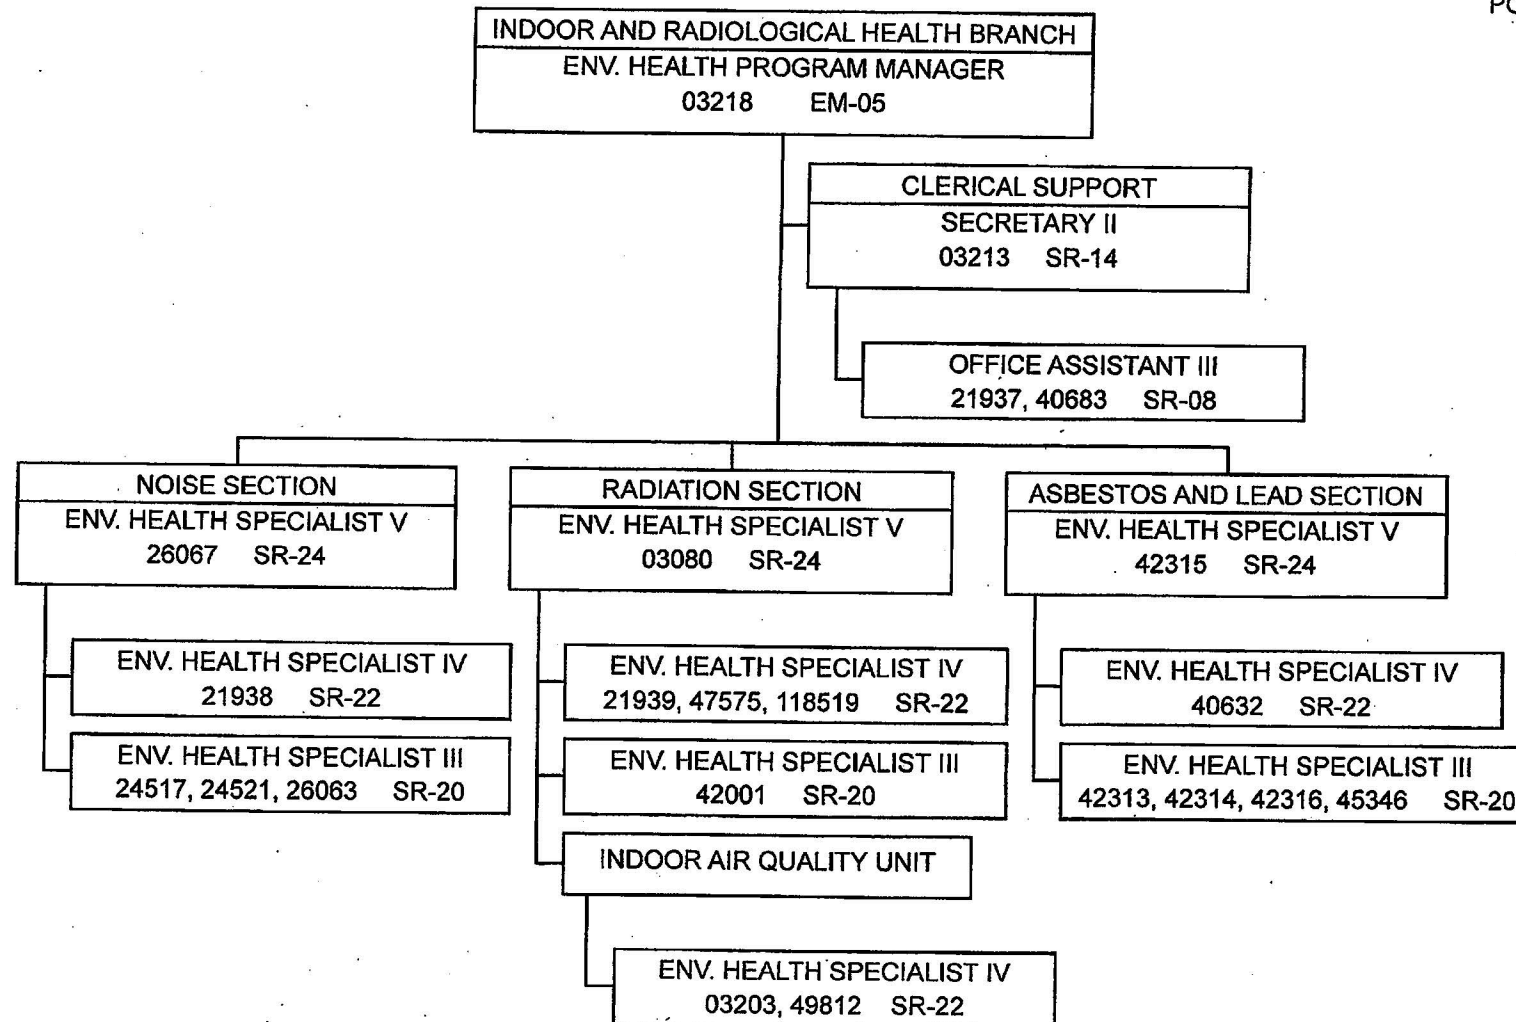 INDOOR AND RADIOLOGICAL HEALTH BRANCH
ENV. HEALTH PROGRAM MANAGER
03218 EM-05
CLERICAL SUPPORT
SECRETARY II
03213 SR-14
OFFICE ASSISTANT III
21937, 40683 SR-08
NOISE SECTION
ENV. HEALTH SPECIALIST V
26067 SR-24
ENV. HEALTH SPECIALIST IV
21938 SR-22
ENV. HEALTH SPECIALIST III
24517, 24521, 26063 SR-20
RADIATION SECTION
ENV. HEALTH SPECIALIST V
03080 SR-24
ENV. HEALTH SPECIALIST IV
21939, 47575, 118519 SR-22
ENV. HEALTH SPECIALIST III
42001 SR-20
INDOOR AIR QUALITY UNIT
ENV. HEALTH SPECIALIST IV
03203, 49812 SR-22
ASBESTOS AND LEAD SECTION
ENV. HEALTH SPECIALIST V
42315 SR-24
ENV. HEALTH SPECIALIST IV
40632 SR-22
ENV. HEALTH SPECIALIST III
42313, 42314, 42316, 45346 SR-20